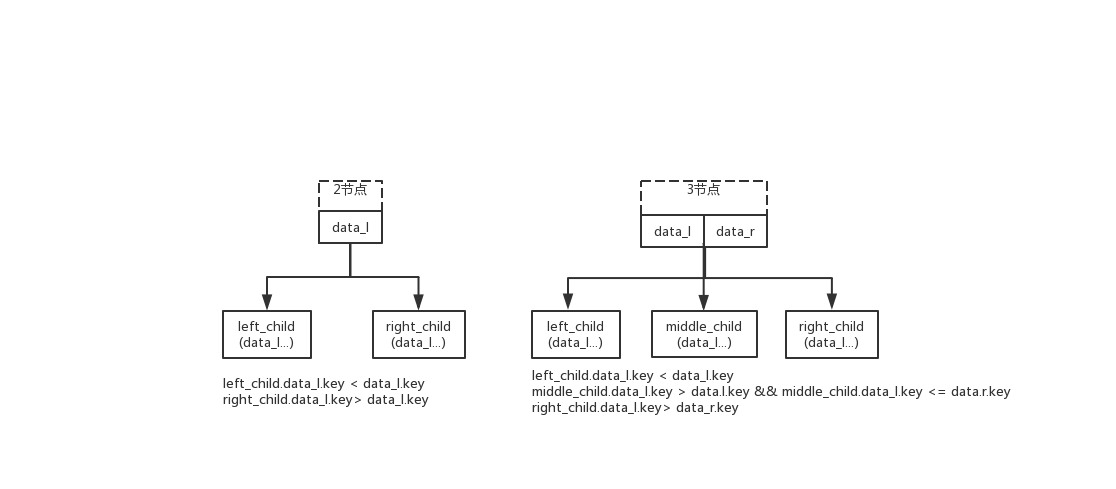 2节点
data_l
left_child
(data_l...)
right_child
(data_l...)
left_child.data_l.key < data_l.key
right_child.data_l.key> data_l.key
3节点
data_l
data_r
left_child
(data_l...)
middle_child
(data_l...)
right_child
(data_l...)
left_child.data_l.key < data_l.key
middle_child.data_l.key > data.l.key && middle_child.data_l.key <= data.r.key
right_child.data_l.key> data_r.key